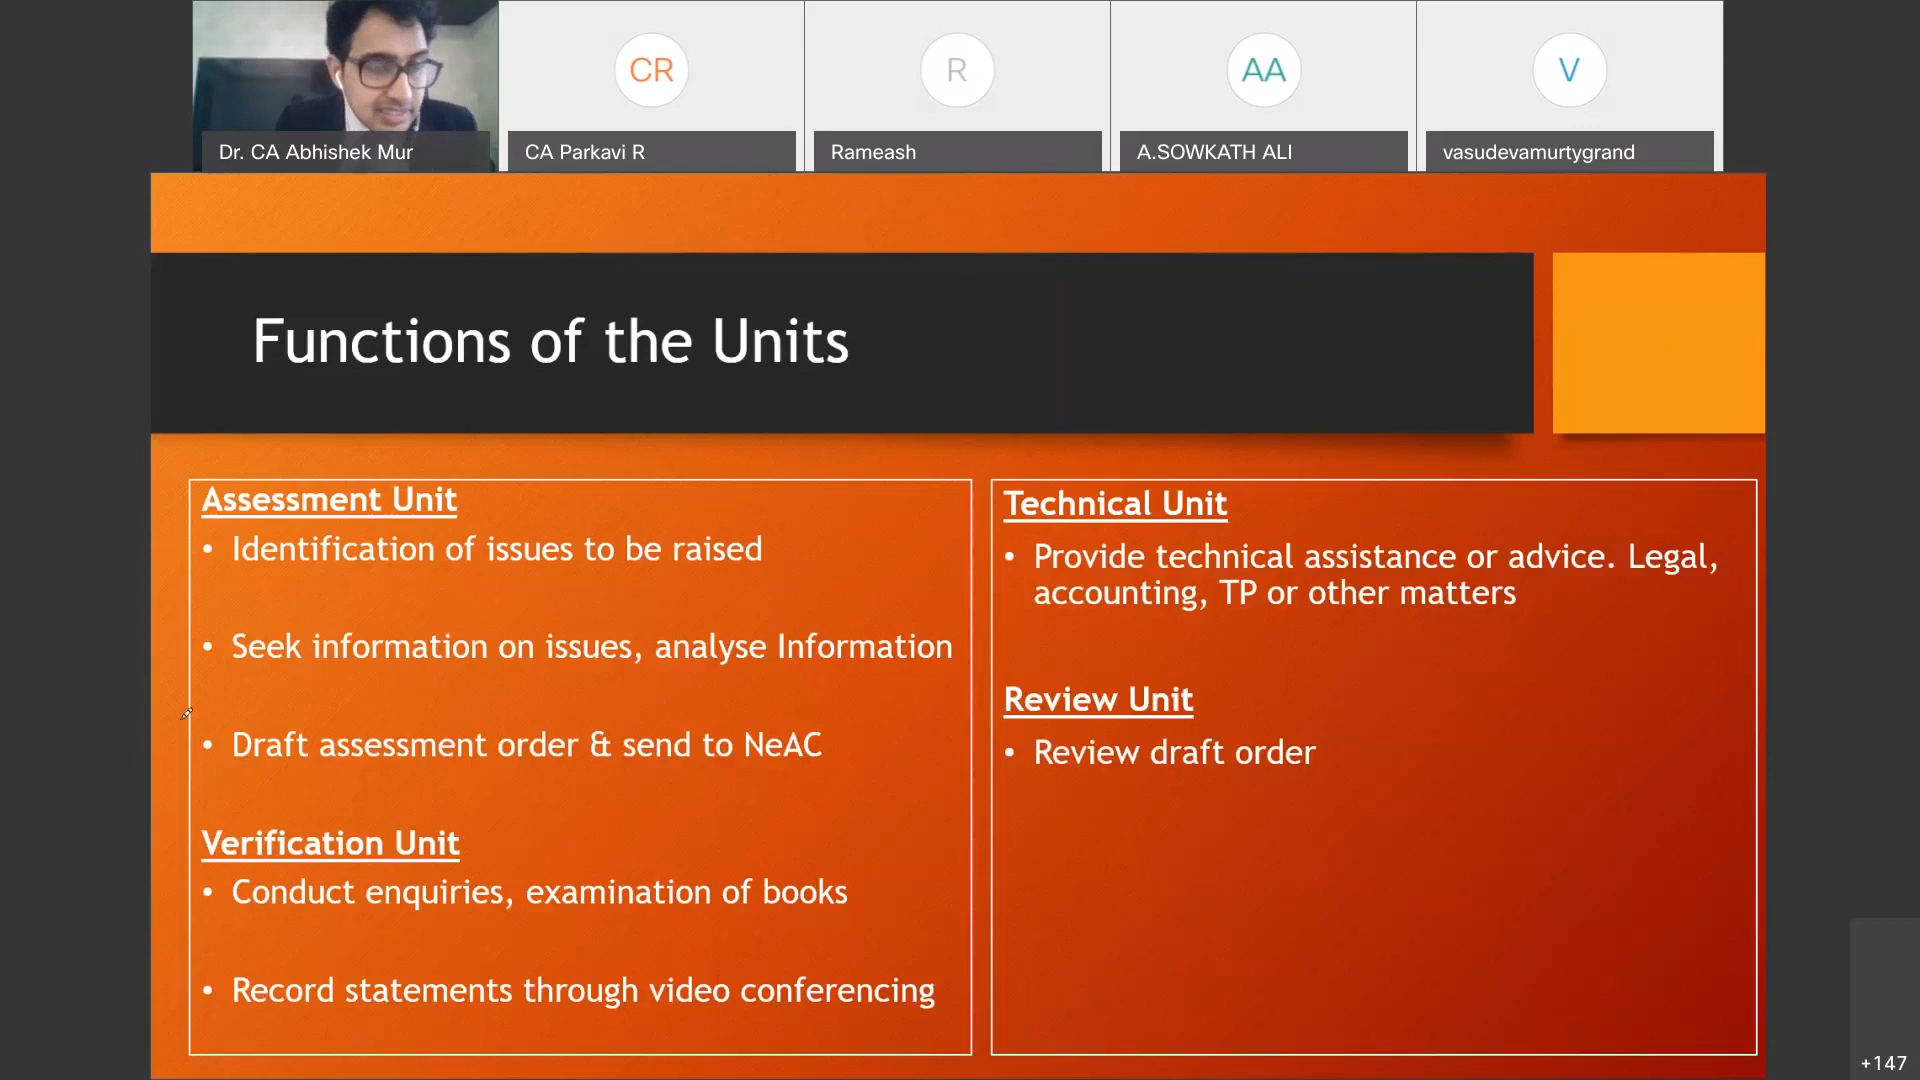 CR
R
AA
V
Dr. CA Abhishek Mur
CA Parkavi R
Rameash
A.SOWKATH ALI
vasudevamurtygrand
Functions of the Units
Assessment Unit
• Identification of issues to be raised
• Seek information on issues, analyse Information
• Draft assessment order & send to NeAC
Verification Unit
• Conduct enquiries, examination of books
• Record statements through video conferencing
Technical Unit
• Provide technical assistance or advice. Legal,
accounting, TP or other matters
Review Unit
• Review draft order
+147